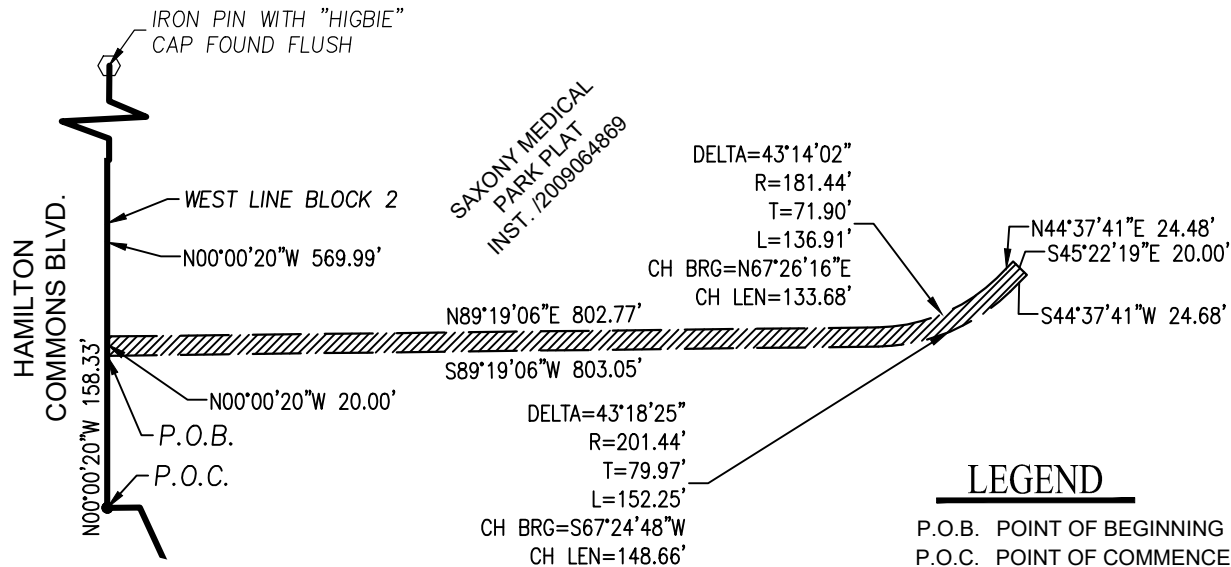 IRON PIN WITH "HIGBIE"
CAP FOUND FLUSH
SAXONY MEDICAL
PARK PLAT
INST. /2009064869
DELTA=43°14'02"
R=181.44'
T=71.90'
L=136.91'
CH BRG=N67°26'16"E
CH LEN=133.68'
WEST LINE BLOCK 2
N00°00'20"W 569.99'
HAMILTON
COMMONS BLVD.
N44°37'41"E 24.48'
S45°22'19"E 20.00'
S44°37'41"W 24.68'
N89°19'06"E 802.77'
S89°19'06"W 803.05'
N00°00'20"W 158.33'
N00°00'20"W 20.00'
P.O.B.
P.O.C.
DELTA=43°18'25"
R=201.44'
T=79.97'
L=152.25'
CH BRG=S67°24'48"W
CH LEN=148.66'
LEGEND
P.O.B. POINT OF BEGINNING
P.O.C. POINT OF COMMENCE